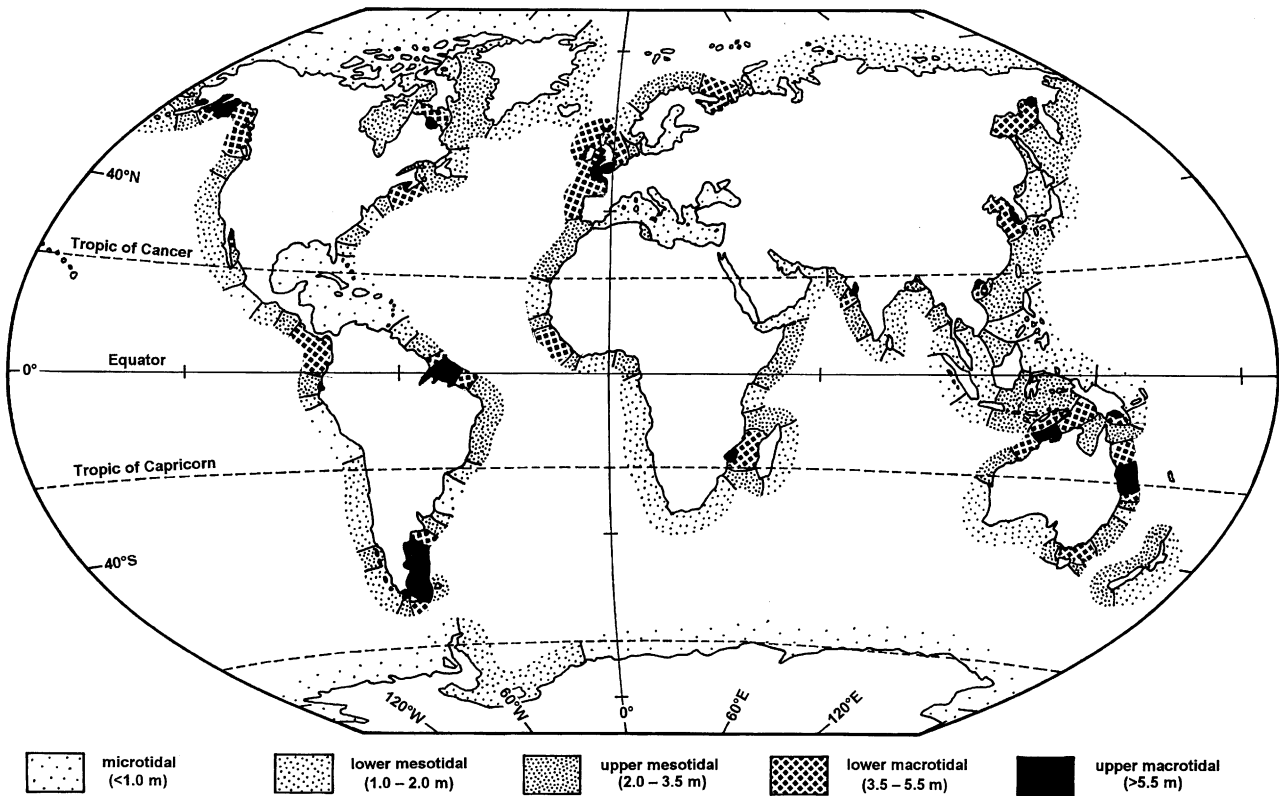 40°N
Tropic of Cancer
0°
Equator
Tropic of Capricorn
40°S
120°W
60°W
0°
60°E
120°E
microtidal
(<1.0 m)
lower mesotidal
(1.0 – 2.0 m)
upper mesotidal
(2.0 – 3.5 m)
lower macrotidal
(3.5 – 5.5 m)
upper macrotidal
(>5.5 m)